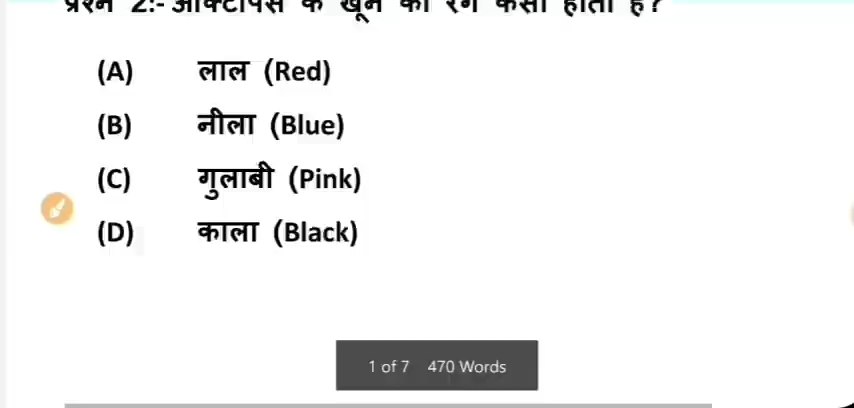 प्रश्न 2:- ऑक्टोपस के खून का रंग कैसा होता है?
(A) लाल (Red)
(B) नीला (Blue)
(C) गुलाबी (Pink)
(D) काला (Black)
1 of 7 470 Words